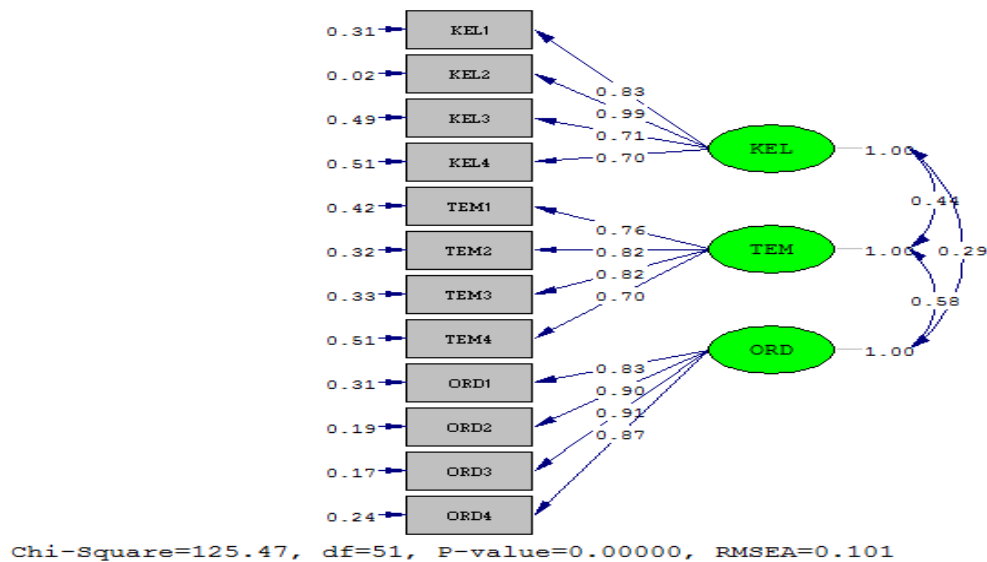 0.31 KEL1
0.02 KEL2
0.83
0.99
0.49 KEL3
0.71
KEL 1.00
0.70
0.51 KEL4
0.44
0.42 TEM1
0.76
0.32 TEM2
0.82
TEM 1.00 0.29
0.82
0.33 TEM3
0.70
0.58
0.51 TEM4
ORD 1.00
0.83
0.31 ORD1
0.90
0.91
0.19 ORD2
0.87
0.17 ORD3
0.24 ORD4
Chi-Square=125.47, df=51, P-value=0.00000, RMSEA=0.101